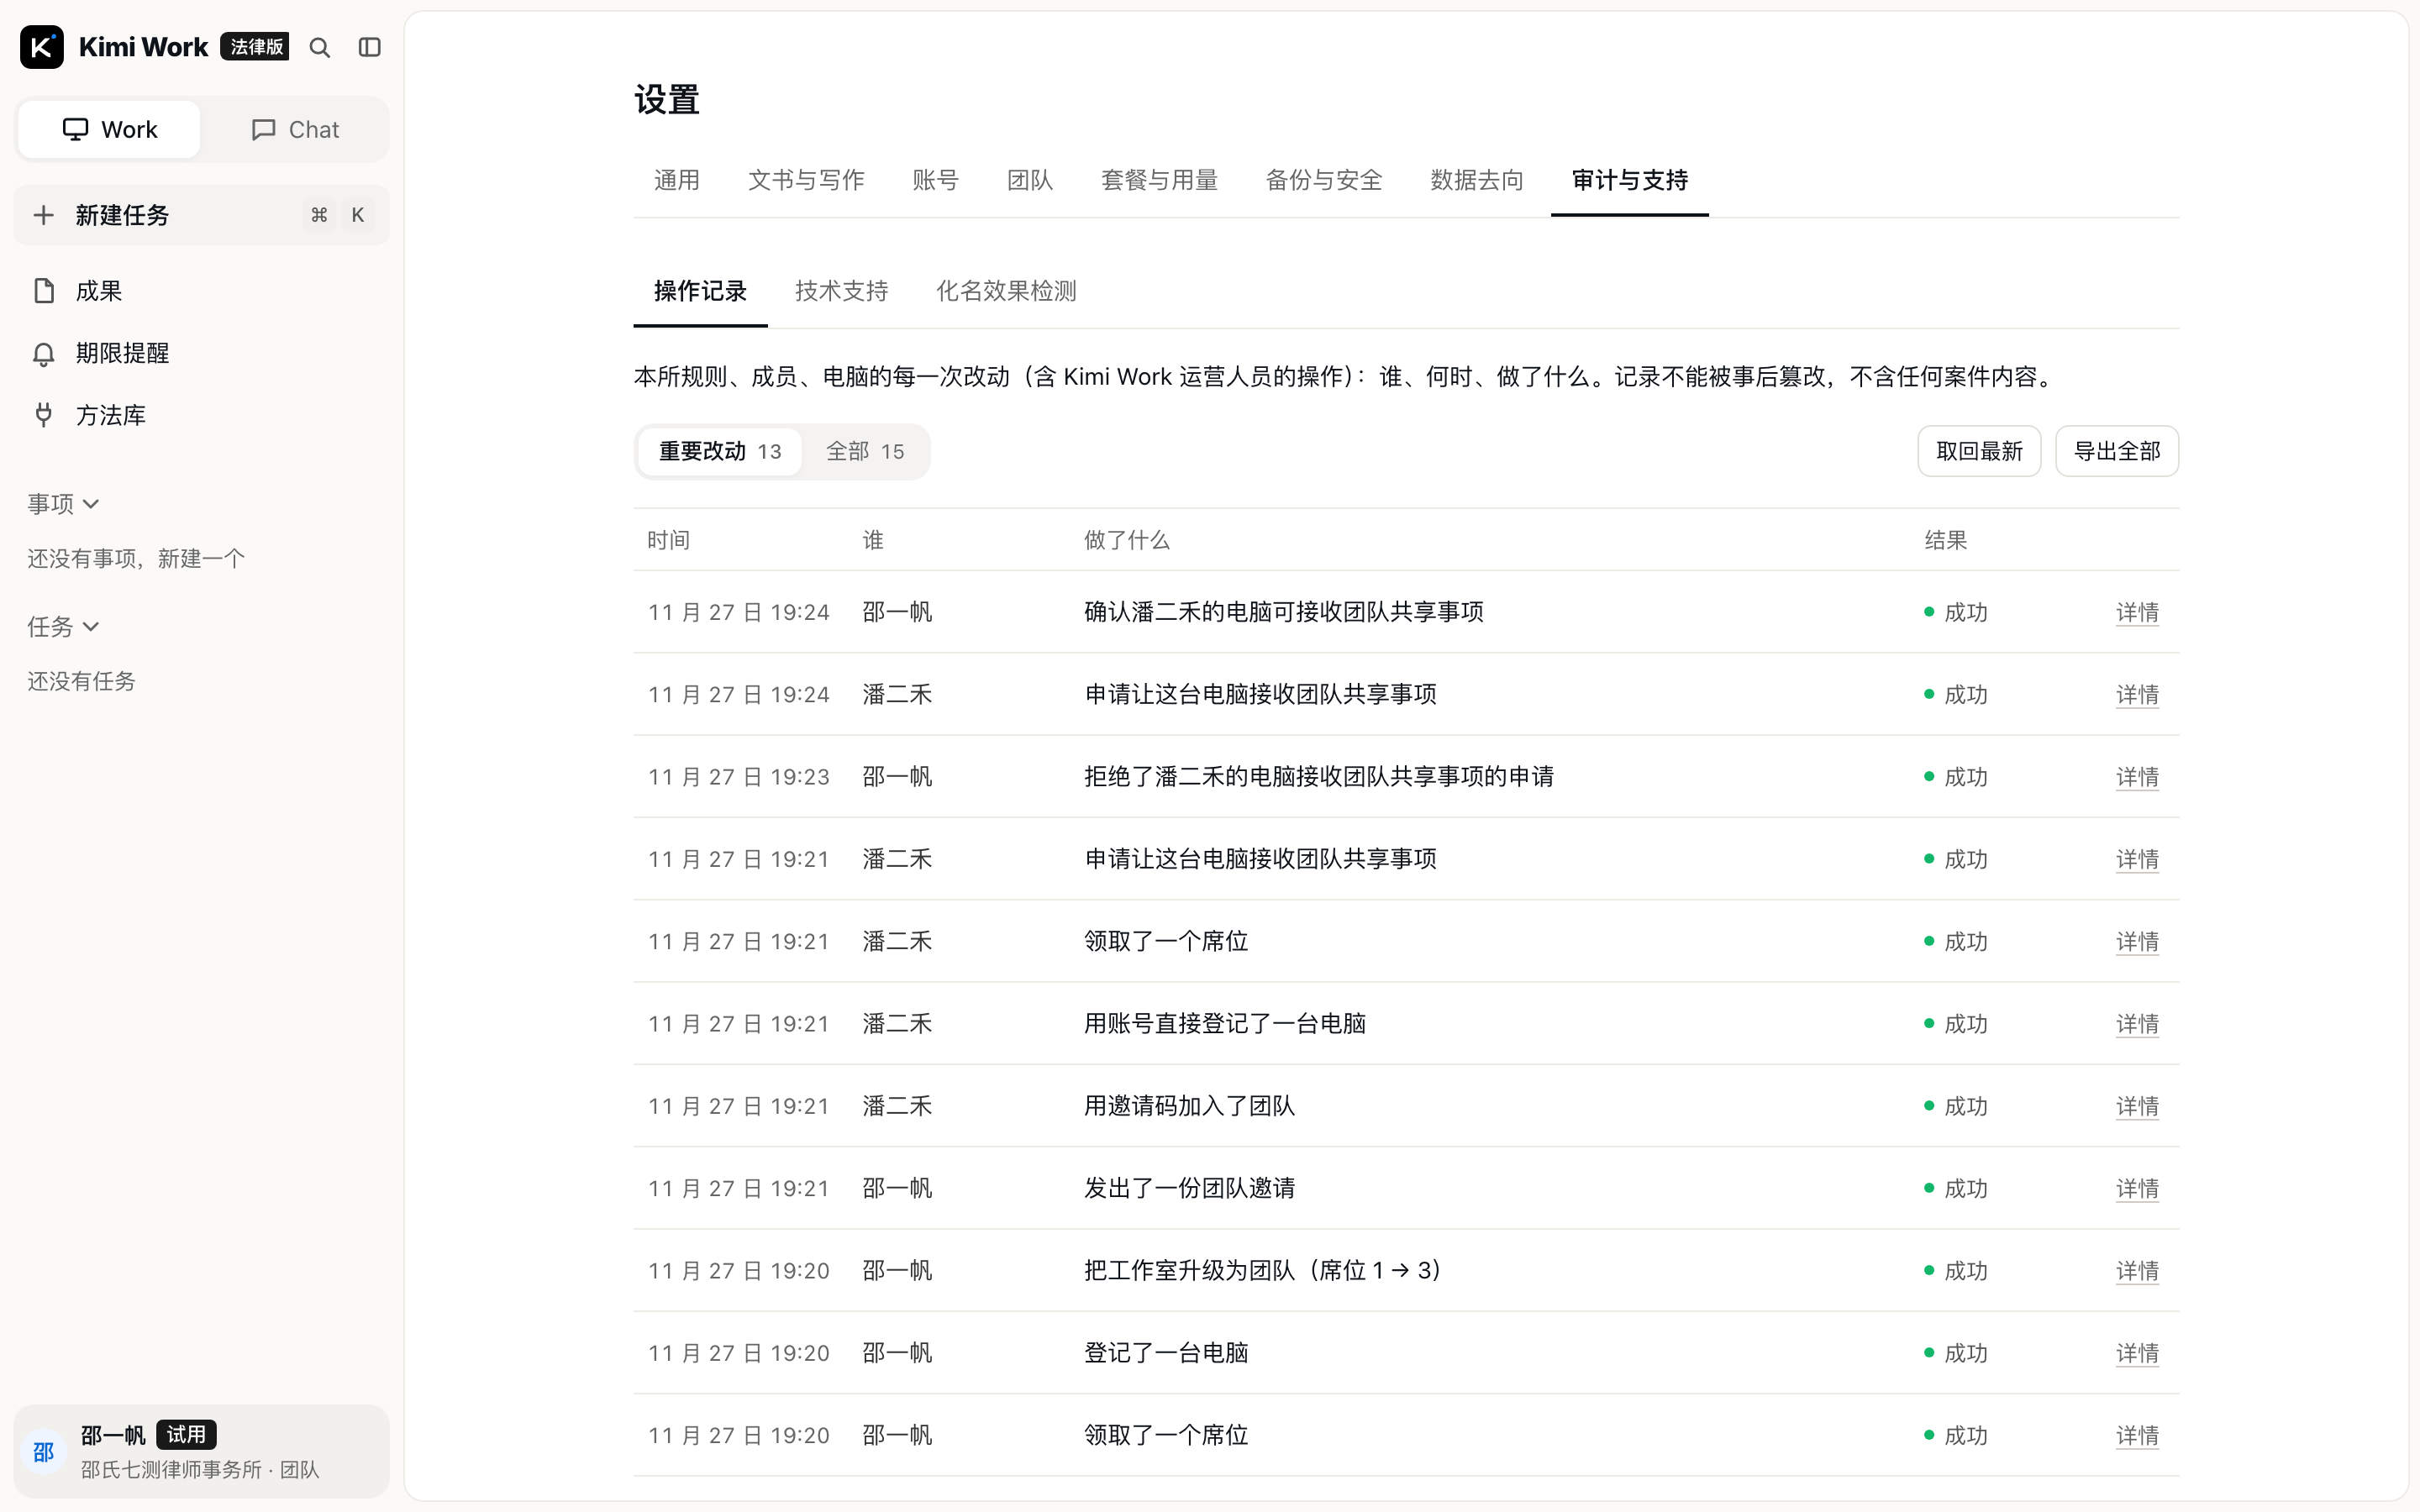 Kimi Work 法律版
Work Chat
新建任务 ⌘ K
成果
期限提醒
方法库
事项
还没有事项，新建一个
任务
还没有任务
邵 邵一帆 试用
邵氏七测律师事务所 · 团队
设置
通用 文书与写作 账号 团队 套餐与用量 备份与安全 数据去向 审计与支持
操作记录 技术支持 化名效果检测
本所规则、成员、电脑的每一次改动（含 Kimi Work 运营人员的操作）：谁、何时、做了什么。记录不能被事后篡改，不含任何案件内容。
重要改动 13 全部 15 取回最新 导出全部
时间 谁 做了什么 结果
11 月 27 日 19:24 邵一帆 确认潘二禾的电脑可接收团队共享事项 成功 详情
11 月 27 日 19:24 潘二禾 申请让这台电脑接收团队共享事项 成功 详情
11 月 27 日 19:23 邵一帆 拒绝了潘二禾的电脑接收团队共享事项的申请 成功 详情
11 月 27 日 19:21 潘二禾 申请让这台电脑接收团队共享事项 成功 详情
11 月 27 日 19:21 潘二禾 领取了一个席位 成功 详情
11 月 27 日 19:21 潘二禾 用账号直接登记了一台电脑 成功 详情
11 月 27 日 19:21 潘二禾 用邀请码加入了团队 成功 详情
11 月 27 日 19:21 邵一帆 发出了一份团队邀请 成功 详情
11 月 27 日 19:20 邵一帆 把工作室升级为团队（席位 1 → 3） 成功 详情
11 月 27 日 19:20 邵一帆 登记了一台电脑 成功 详情
11 月 27 日 19:20 邵一帆 领取了一个席位 成功 详情